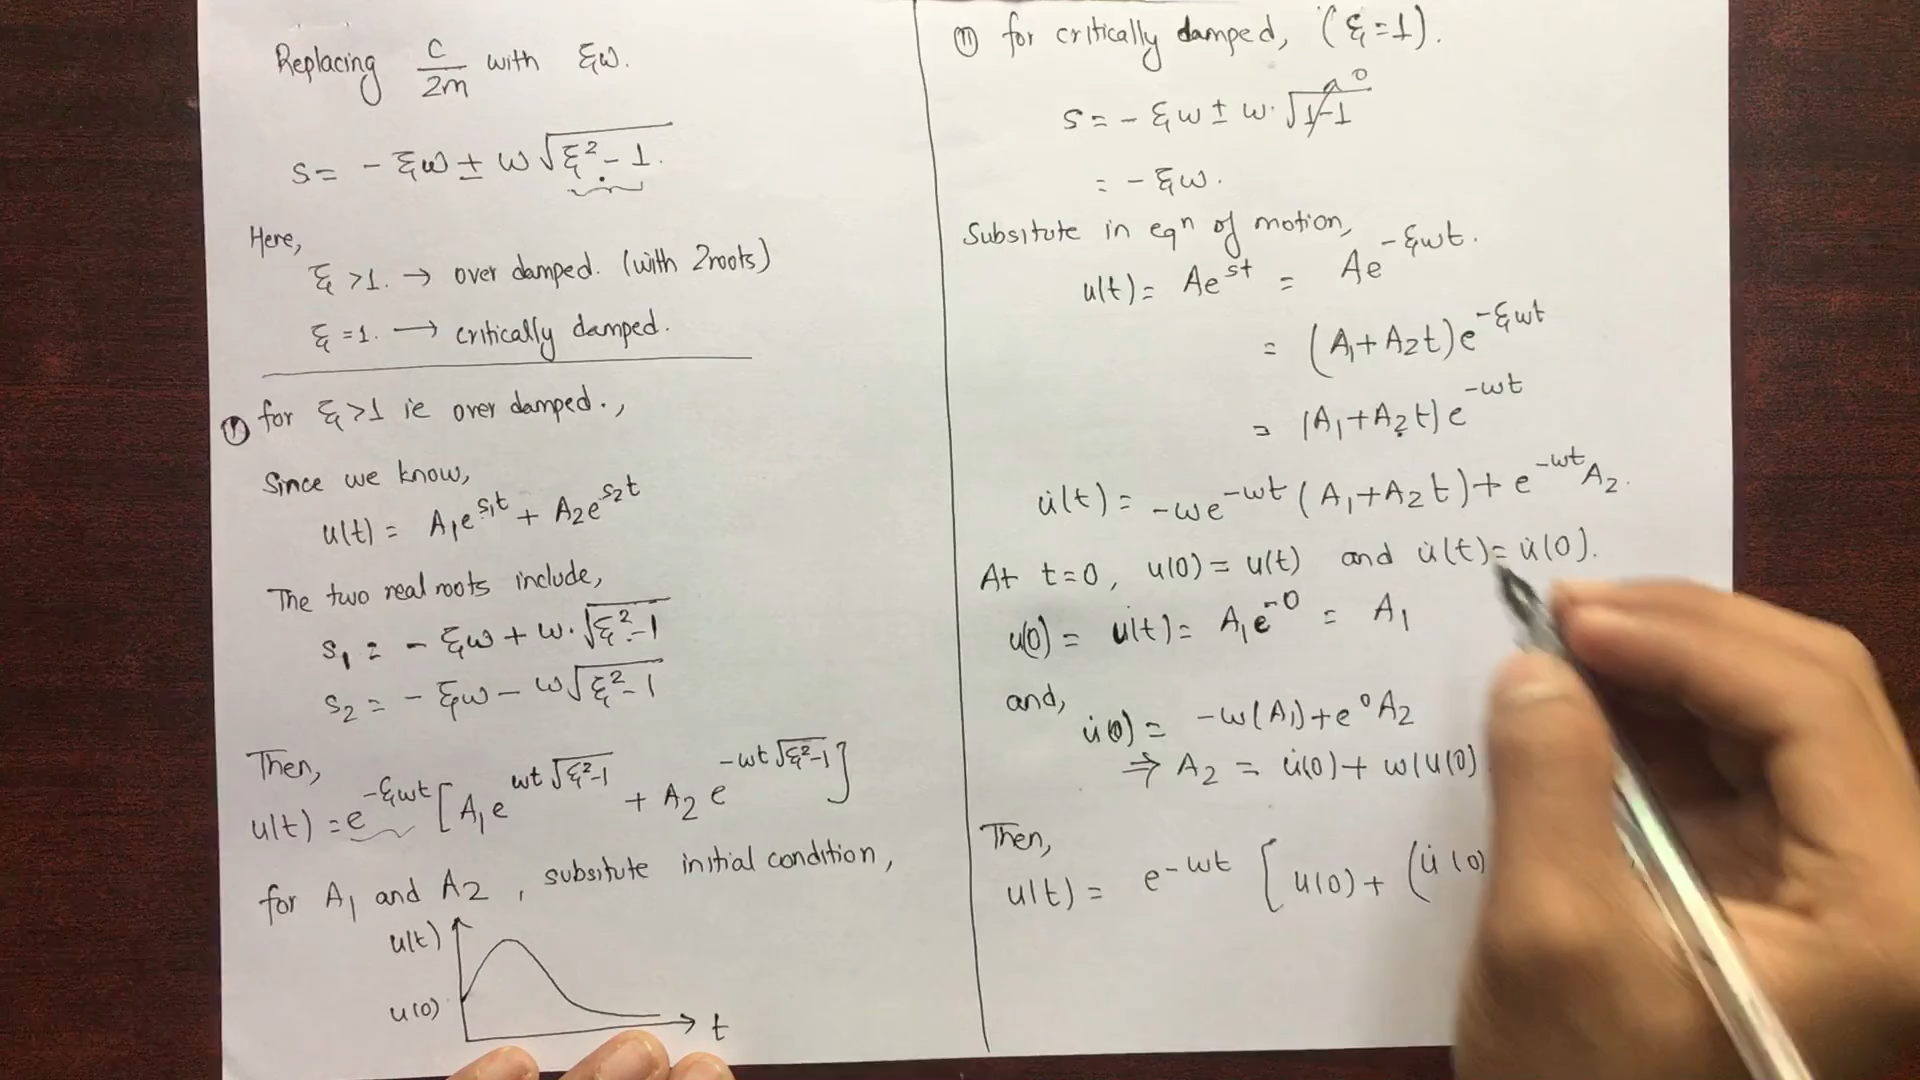 Replacing c/2m with ξω.
s = - ξω ± ω√ξ² - 1.
Here,
ξ >1. → over damped. (with 2roots)
ξ =1. → critically damped.
① for ξ >1 ie over damped.,
Since we know,
u(t) = A₁e^s₁t + A₂e^s₂t
The two real roots include,
s₁ = - ξω + ω.√ξ²-1
s₂ = - ξω - ω√ξ²-1
Then,
u(t) = e^-ξωt [A₁e^ωt√ξ²-1 + A₂ e^-ωt√ξ²-1]
for A₁ and A₂ , subsitute initial condition,
u(t)
u(0)
t
⑪ for critically damped, (ξ=1).
s = - ξω ± ω.√1-1 0
= - ξω.
Subsitute in eqⁿ of motion,
u(t) = Ae^st = Ae^-ξωt.
= (A₁+A₂t)e^-ξωt
= (A₁+A₂t)e^-ωt
u̇(t) = -ωe^-ωt (A₁+A₂t)+e^-ωt A₂.
At t=0, u(0) = u(t) and u̇(t)= u̇(0).
u(0) = u(t) = A₁e^-0 = A₁
and,
u̇(0) = -ω(A₁)+e⁰A₂
⇒ A₂ = u̇(0)+ ω(u(0)
Then,
u(t) = e^-ωt [u(0)+ (u̇(0)